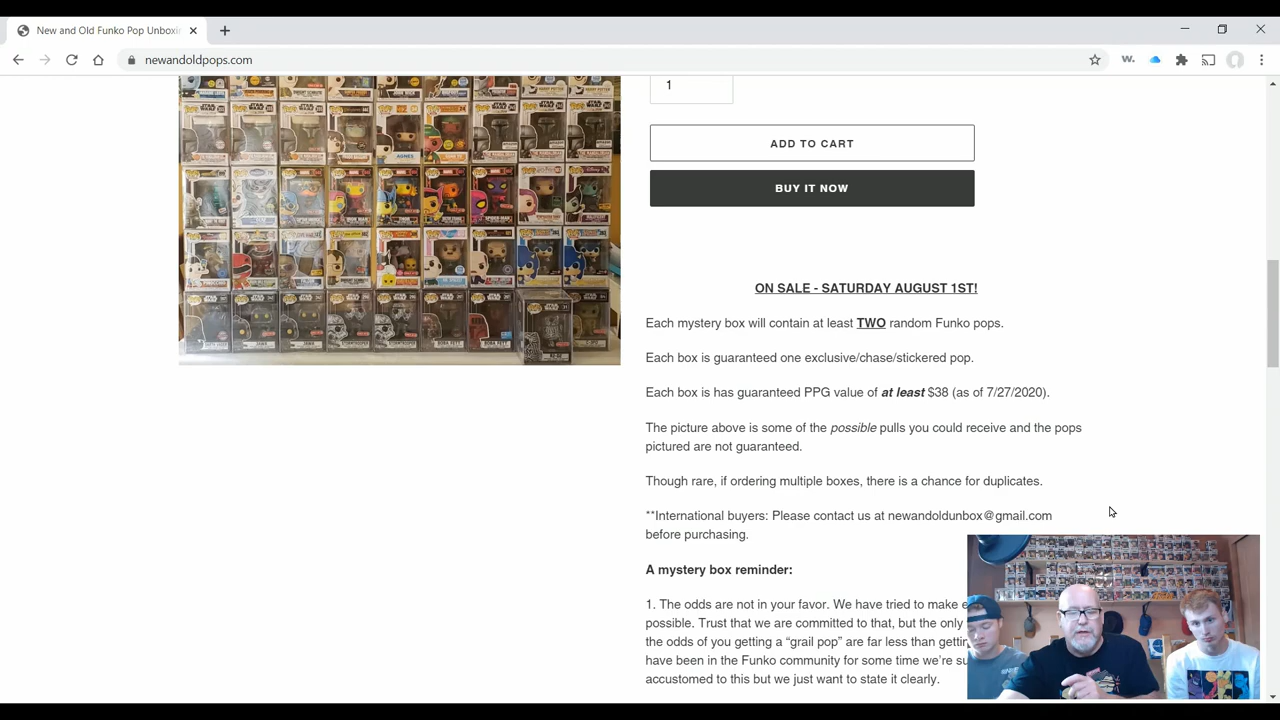 New and Old Funko Pop Unboxi
newandoldpops.com
1
ADD TO CART
BUY IT NOW
ON SALE - SATURDAY AUGUST 1ST!
Each mystery box will contain at least TWO random Funko pops.
Each box is guaranteed one exclusive/chase/stickered pop.
Each box is has guaranteed PPG value of at least $38 (as of 7/27/2020).
The picture above is some of the possible pulls you could receive and the pops
pictured are not guaranteed.
Though rare, if ordering multiple boxes, there is a chance for duplicates.
**International buyers: Please contact us at newandoldunbox@gmail.com
before purchasing.
A mystery box reminder:
1. The odds are not in your favor. We have tried to make e
possible. Trust that we are committed to that, but the only
the odds of you getting a “grail pop” are far less than gettin
have been in the Funko community for some time we’re su
accustomed to this but we just want to state it clearly.